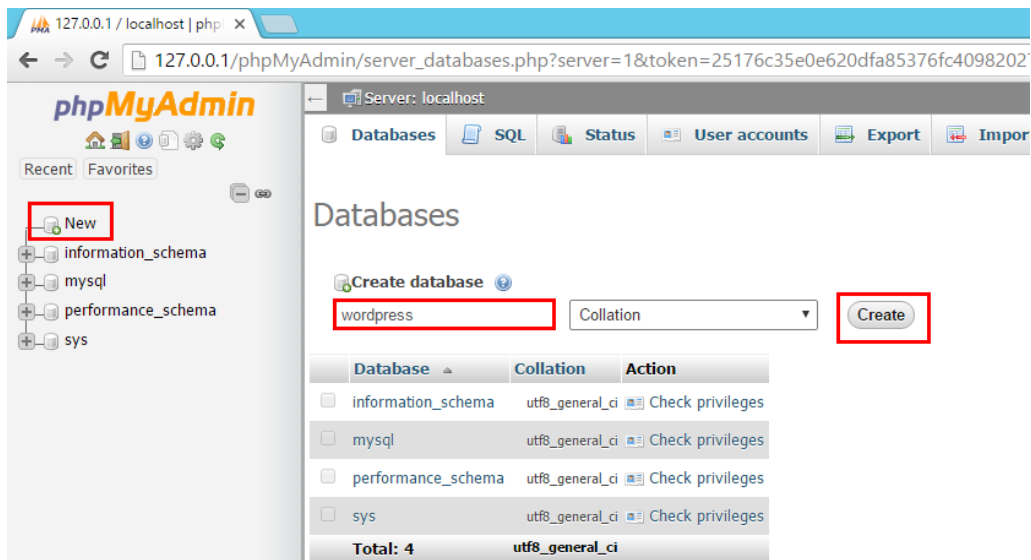 127.0.0.1 / localhost | php
127.0.0.1/phpMyAdmin/server_databases.php?server=1&token=25176c35e0e620dfa85376fc4098202
phpMyAdmin
Recent Favorites
New
information_schema
mysql
performance_schema
sys
Server: localhost
Databases SQL Status User accounts Export Impor
Databases
Create database
wordpress Collation Create
Database Collation Action
information_schema utf8_general_ci Check privileges
mysql utf8_general_ci Check privileges
performance_schema utf8_general_ci Check privileges
sys utf8_general_ci Check privileges
Total: 4 utf8_general_ci